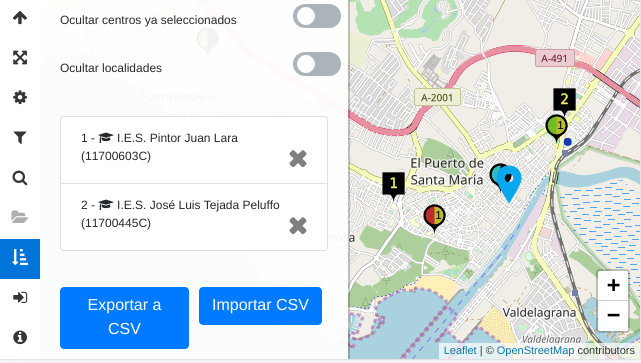 Ocultar centros ya seleccionados
Ocultar localidades
1 - I.E.S. Pintor Juan Lara
(11700603C)
2 - I.E.S. José Luis Tejada Peluffo
(11700445C)
Exportar a
CSV
Importar CSV
A-491
A-2001
2
1
El Puerto de
Santa María
1
1
Valdelagrana
Valdelagrana
+
−
Leaflet | © OpenStreetMap contributors